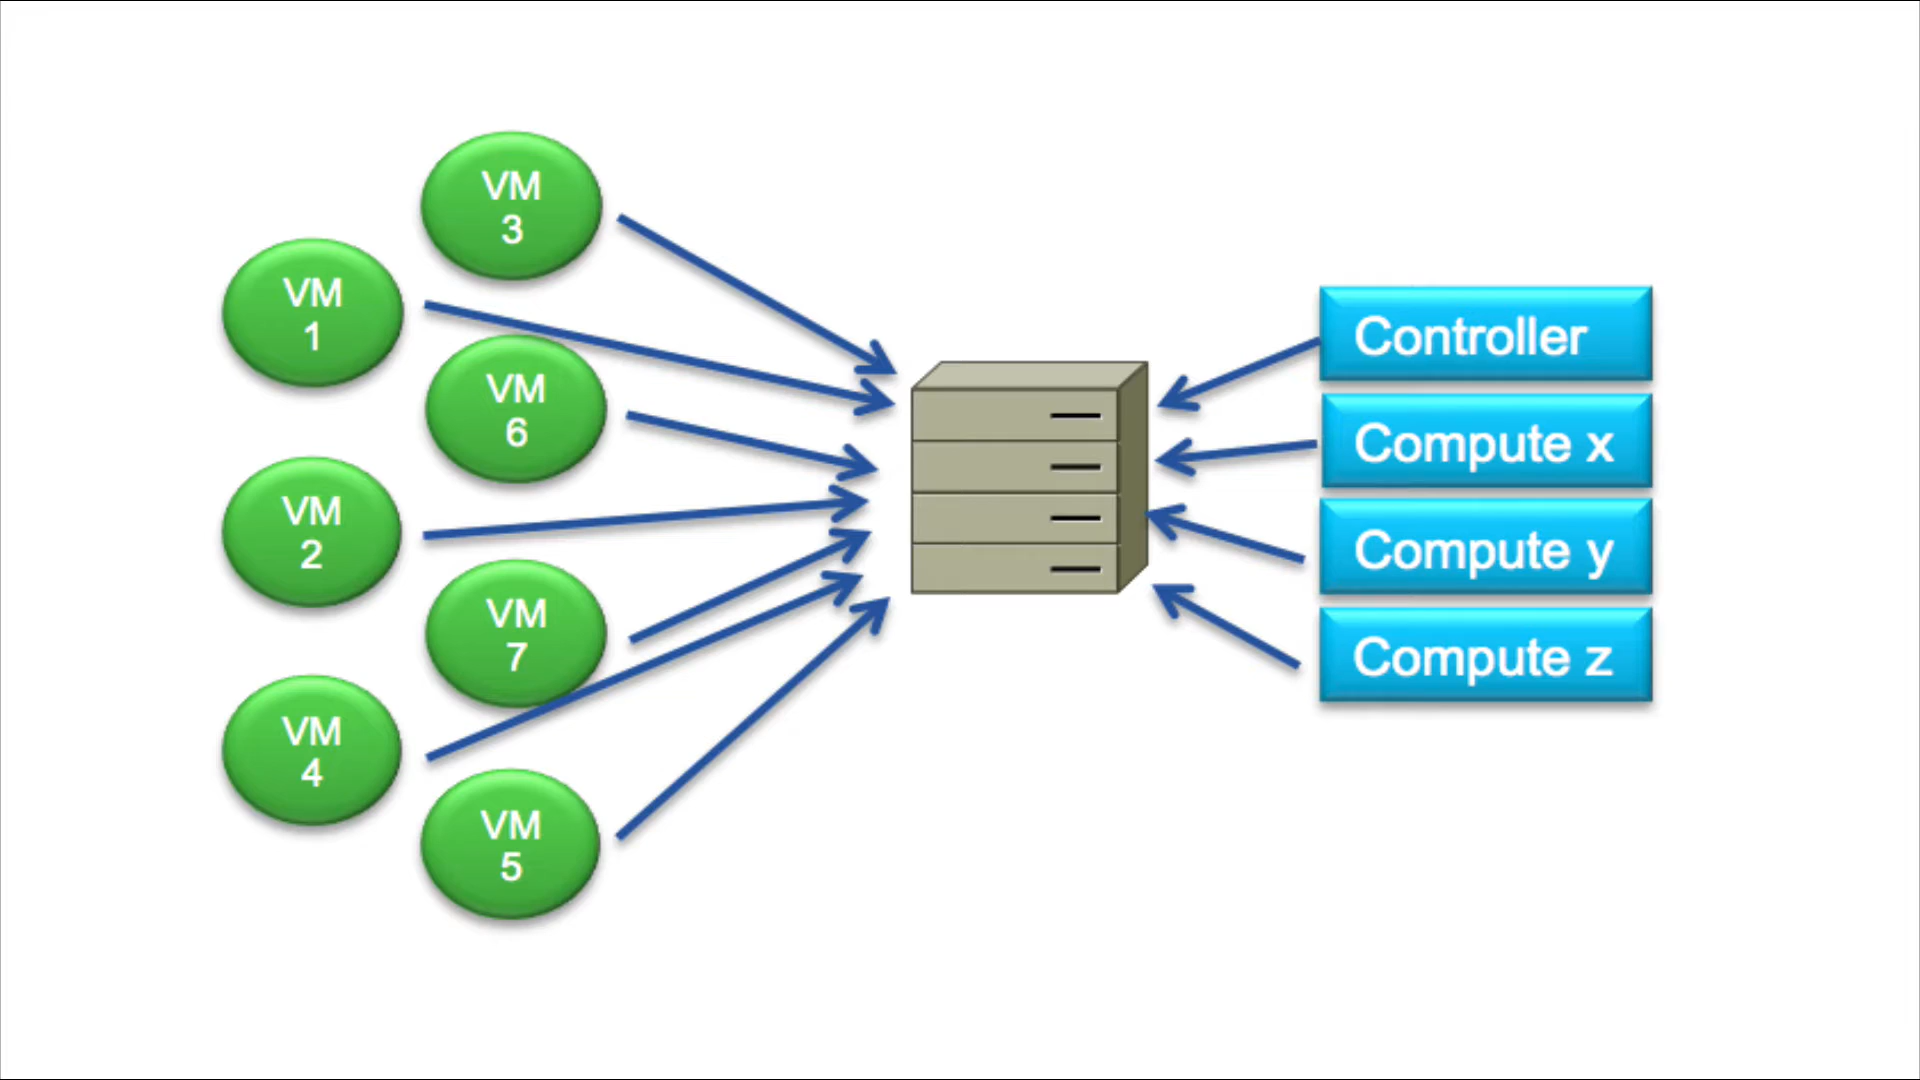 VM
3
VM
1
VM
6
VM
2
VM
7
VM
4
VM
5
Controller
Compute x
Compute y
Compute z